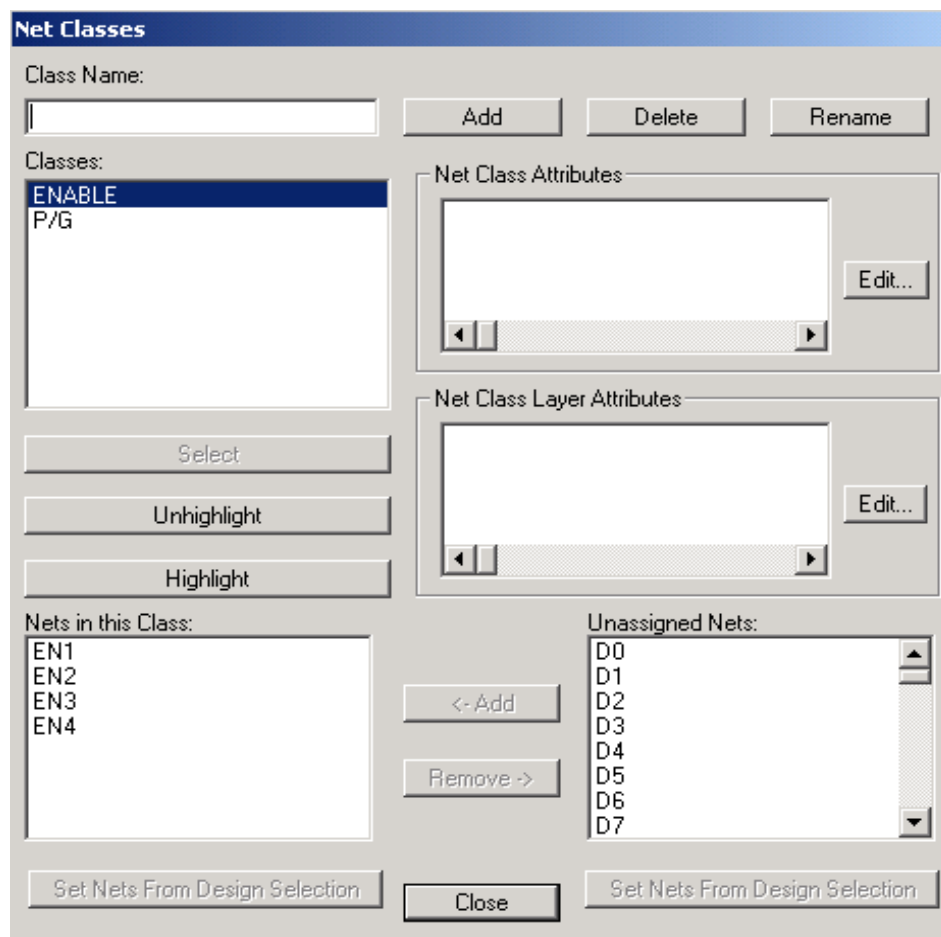 Net Classes
Class Name:
Add
Delete
Rename
Classes:
ENABLE
P/G
Net Class Attributes
Edit...
Net Class Layer Attributes
Edit...
Select
Unhighlight
Highlight
Nets in this Class:
EN1
EN2
EN3
EN4
<- Add
Remove ->
Unassigned Nets:
D0
D1
D2
D3
D4
D5
D6
D7
Set Nets From Design Selection
Close
Set Nets From Design Selection